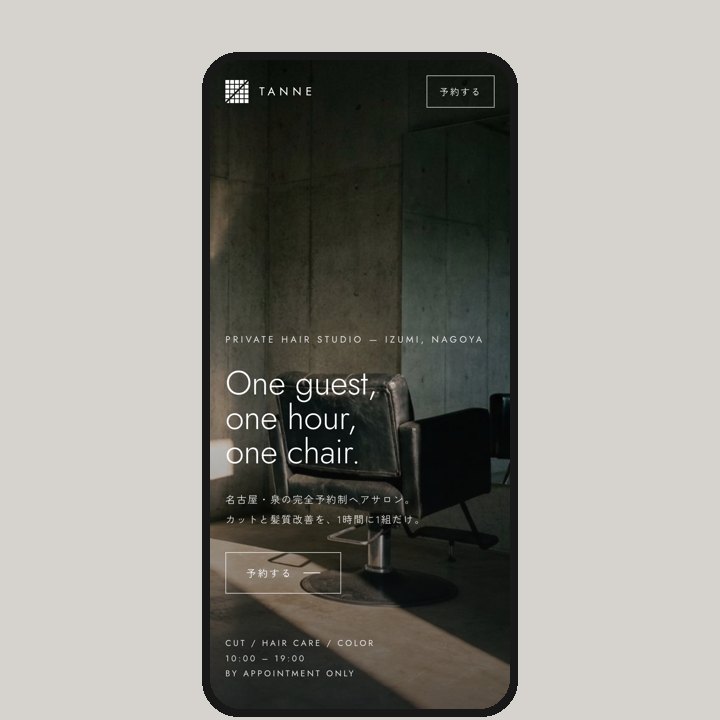 TANNE
予約する
PRIVATE HAIR STUDIO — IZUMI, NAGOYA
One guest,
one hour,
one chair.
名古屋・泉の完全予約制ヘアサロン。
カットと髪質改善を、1時間に1組だけ。
予約する —
CUT / HAIR CARE / COLOR
10:00 – 19:00
BY APPOINTMENT ONLY